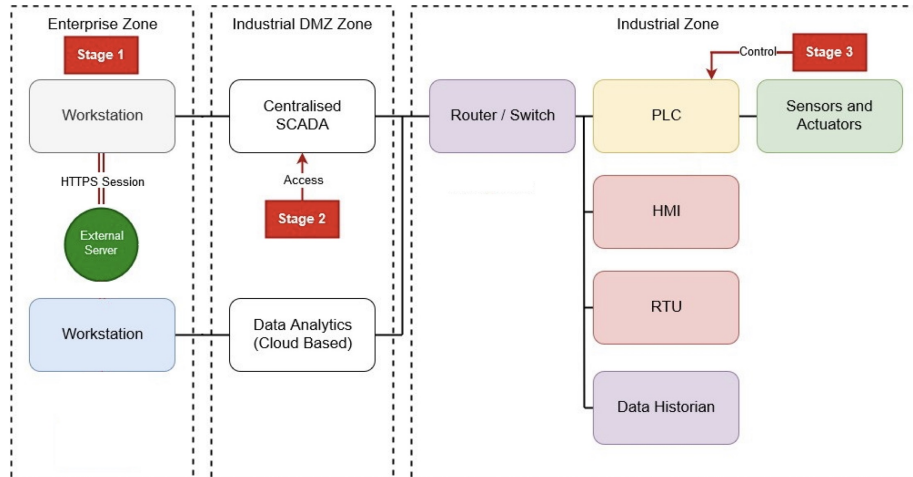 Enterprise Zone
Stage 1
Workstation
HTTPS Session
External
Server
Workstation
Industrial DMZ Zone
Centralised
SCADA
Access
Stage 2
Data Analytics
(Cloud Based)
Industrial Zone
Control
Stage 3
Router / Switch
PLC
Sensors and
Actuators
HMI
RTU
Data Historian